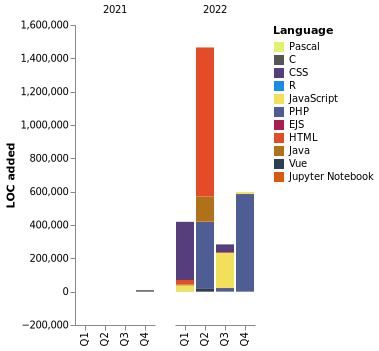 2021
2022
LOC added
1,600,000
1,400,000
1,200,000
1,000,000
800,000
600,000
400,000
200,000
0
−200,000
Q1
Q2
Q3
Q4
Q1
Q2
Q3
Q4
Language
Pascal
C
CSS
R
JavaScript
PHP
EJS
HTML
Java
Vue
Jupyter Notebook